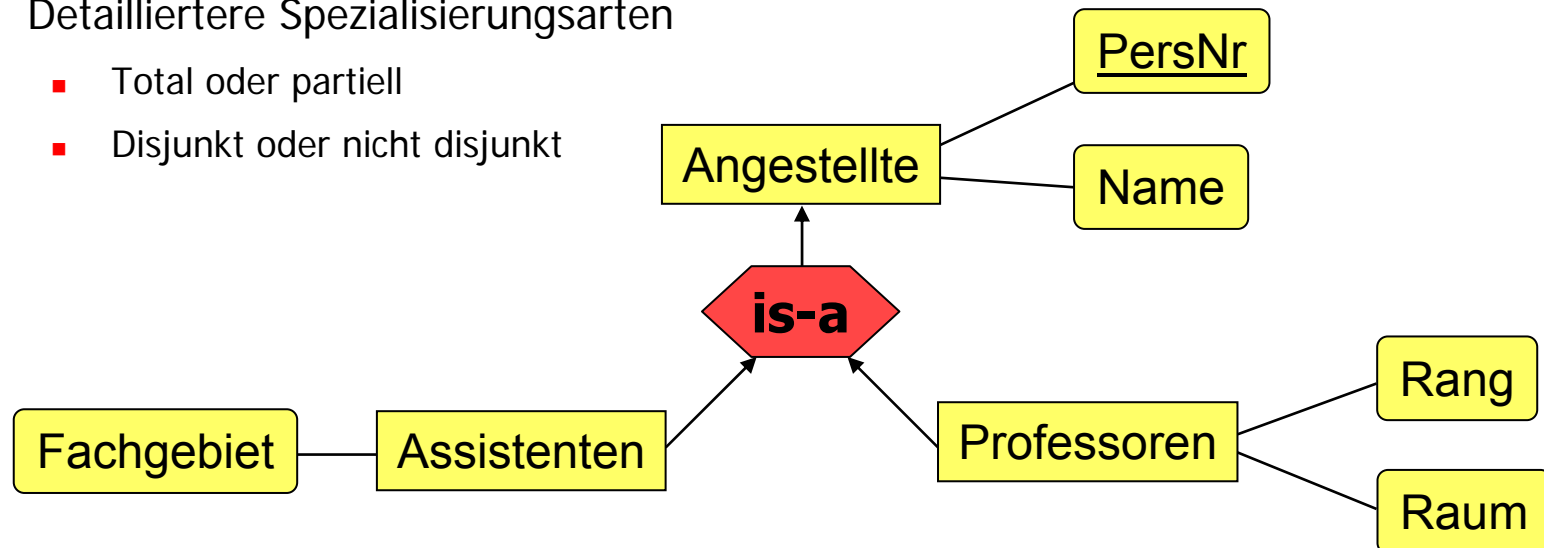 Detailliertere Spezialisierungsarten
Total oder partiell
Disjunkt oder nicht disjunkt
PersNr
Angestellte
Name
is-a
Rang
Fachgebiet
Assistenten
Professoren
Raum